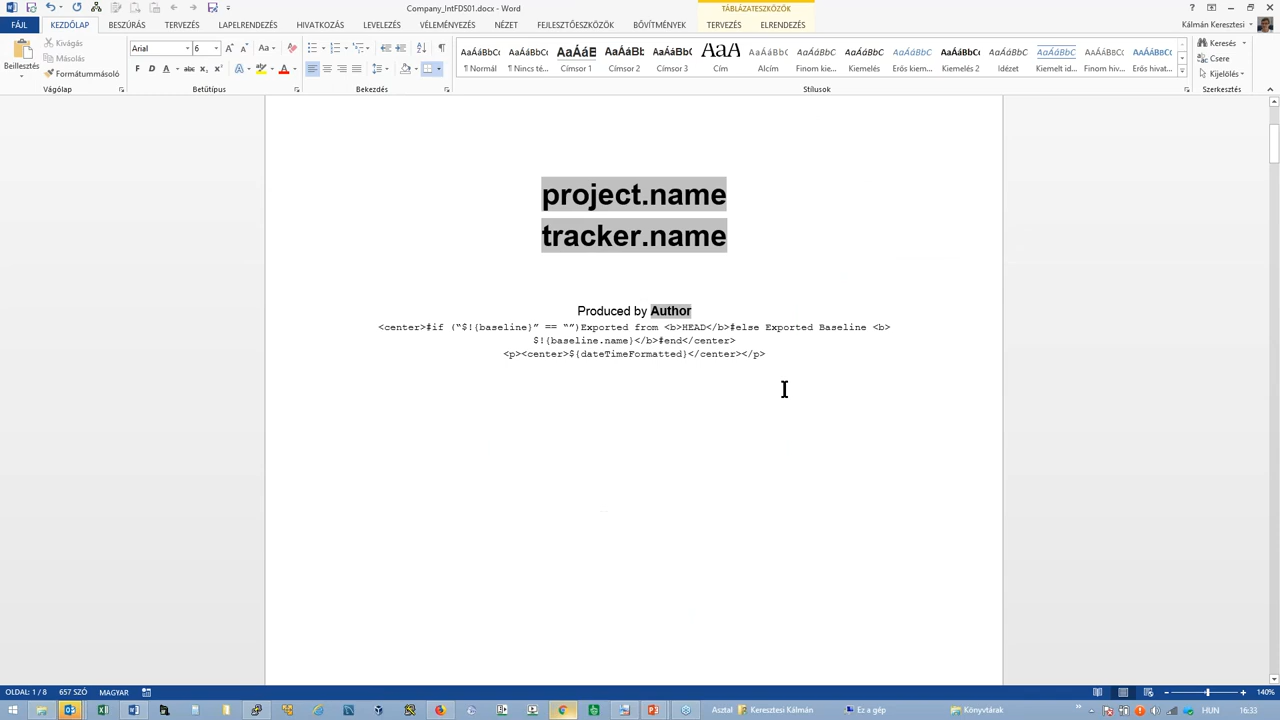 Company_IntFDS01.docx - Word
TÁBLÁZATESZKÖZÖK
FÁJL KEZDŐLAP BESZÚRÁS TERVEZÉS LAPELRENDEZÉS HIVATKOZÁS LEVELEZÉS VÉLEMÉNYEZÉS NÉZET FEJLESZTŐESZKÖZÖK BŐVÍTMÉNYEK TERVEZÉS ELRENDEZÉS Kálmán Keresztesi
Beillesztés
Kivágás
Másolás
Formátummásoló
Arial 6
AaBbCc AaBbCc AaÁáB AaÁáBb AaÁáBb AaA
¶ Normál ¶ Nincs té... Címsor 1 Címsor 2 Címsor 3 Cím Alcím Finom kie... Kiemelés Erős kiem... Kiemelés 2 Idézet Kiemelt id... Finom hiv... Erős hivat...
Keresés
Csere
Kijelölés
Vágólap Betűtípus Bekezdés Stílusok Szerkesztés
project.name
tracker.name
Produced by Author
<center>#if (“$!{baseline}” == “”)Exported from <b>HEAD</b>#else Exported Baseline <b>
$!{baseline.name}</b>#end</center>
<p><center>${dateTimeFormatted}</center></p>
OLDAL: 1 / 8 657 SZÓ MAGYAR 140%
Asztal Keresztesi Kálmán Ez a gép Könyvtárak HUN 16:33